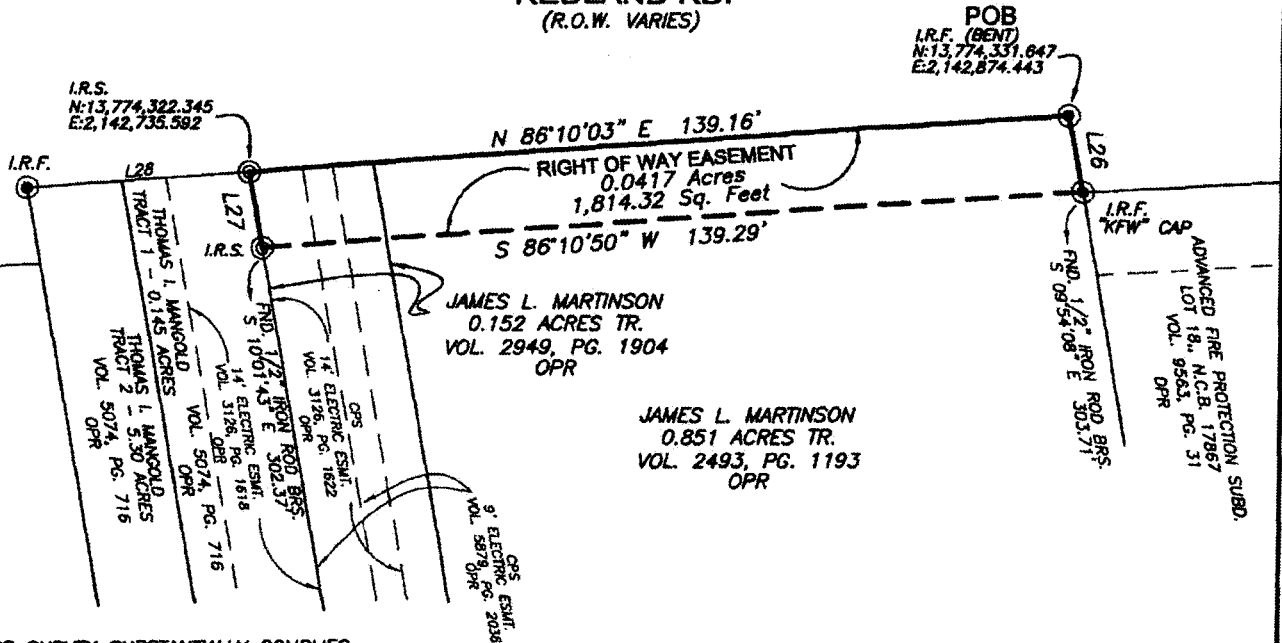 (R.O.W. VARIES)
POB
I.R.F. (BENT)
N:13,774,331.647
E:2,142,874.443
I.R.S.
N:13,774,322.345
E:2,142,735.592
I.R.F.
L28
N 86°10'03" E 139.16'
RIGHT OF WAY EASEMENT
0.0417 Acres
1,814.32 Sq. Feet
S 86°10'50" W 139.29'
L26
L27
I.R.S.
I.R.F.
"KFW" CAP
JAMES L. MARTINSON
0.152 ACRES TR.
VOL. 2949, PG. 1904
OPR
JAMES L. MARTINSON
0.851 ACRES TR.
VOL. 2493, PG. 1193
OPR
THOMAS I. MANGOLD
TRACT 1 - 0.145 ACRES
VOL. 5074, PG. 716
OPR
THOMAS I. MANGOLD
TRACT 2 - 5.30 ACRES
VOL. 5074, PG. 716
OPR
14' ELECTRIC ESMT.
VOL. 3126, PG. 1618
OPR
FND. 1/2" IRON ROD BRS.
S 10°01'43" E 302.37'
CPS
14' ELECTRIC ESMT.
VOL. 3126, PG. 1622
OPR
CPS
9' ELECTRIC ESMT.
VOL. 5879, PG. 2036
OPR
FND. 1/2" IRON ROD BRS.
S 09°54'08" E 303.71'
ADVANCED FIRE PROTECTION SUBD.
LOT 18,. N.C.B. 17867
VOL. 9563, PG. 31
OPR